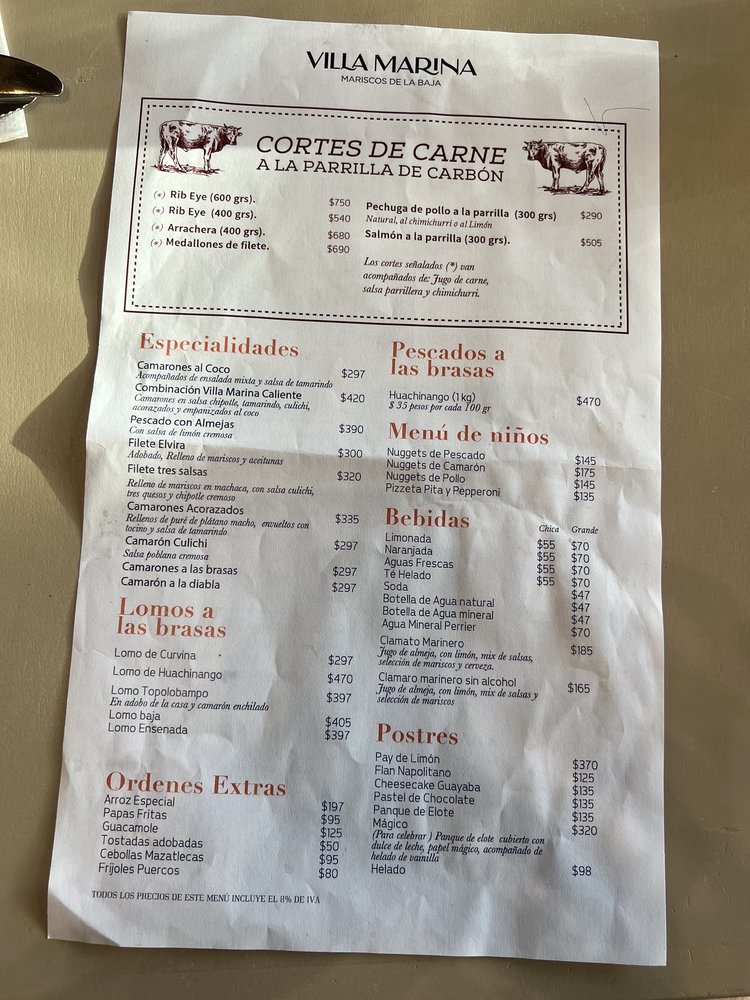 VILLA MARINA
MARISCOS DE LA BAJA
CORTES DE CARNE
A LA PARRILLA DE CARBÓN
(*) Rib Eye (600 grs). $750
(*) Rib Eye (400 grs). $540
(*) Arrachera (400 grs). $680
(*) Medallones de filete. $690
Pechuga de pollo a la parrilla (300 grs) $290
Natural, al chimichurri o al Limón
Salmón a la parrilla (300 grs). $505
Los cortes señalados (*) van
acompañados de: Jugo de carne,
salsa parrillera y chimichurri.
Especialidades
Camarones al Coco $297
Acompañados de ensalada mixta y salsa de tamarindo
Combinación Villa Marina Caliente $420
Camarones en salsa chipotle, tamarindo, culichi,
acorazados y empanizados al coco
Pescado con Almejas $390
Con salsa de limón cremosa
Filete Elvira $300
Adobado, Relleno de mariscos y aceitunas
Filete tres salsas $320
Relleno de mariscos en machaca, con salsa culichi,
tres quesos y chipotle cremoso
Camarones Acorazados $335
Rellenos de puré de plátano macho, envueltos con
tocino y salsa de tamarindo
Camarón Culichi $297
Salsa poblana cremosa
Camarones a las brasas $297
Camarón a la diabla $297
Lomos a
las brasas
Lomo de Curvina $297
Lomo de Huachinango $470
Lomo Topolobampo $397
En adobo de la casa y camarón enchilado
Lomo baja $405
Lomo Ensenada $397
Ordenes Extras
Arroz Especial $197
Papas Fritas $95
Guacamole $125
Tostadas adobadas $50
Cebollas Mazatlecas $95
Frijoles Puercos $80
TODOS LOS PRECIOS DE ESTE MENÚ INCLUYE EL 8% DE IVA
Pescados a
las brasas
Huachinango (1 kg) $470
$ 35 pesos por cada 100 gr
Menú de niños
Nuggets de Pescado $145
Nuggets de Camarón $175
Nuggets de Pollo $145
Pizzeta Pita y Pepperoni $135
Bebidas Chica Grande
Limonada $55 $70
Naranjada $55 $70
Aguas Frescas $55 $70
Té Helado $55 $70
Soda $47
Botella de Agua natural $47
Botella de Agua mineral $47
Agua Mineral Perrier $70
Clamato Marinero $185
Jugo de almeja, con limón, mix de salsas,
selección de mariscos y cerveza.
Clamaro marinero sin alcohol $165
Jugo de almeja, con limón, mix de salsas y
selección de mariscos
Postres
Pay de Limón $370
Flan Napolitano $125
Cheesecake Guayaba $135
Pastel de Chocolate $135
Panque de Elote $135
Mágico $320
(Para celebrar ) Panque de elote cubierto con
dulce de leche, papel mágico, acompañado de
helado de vainilla
Helado $98